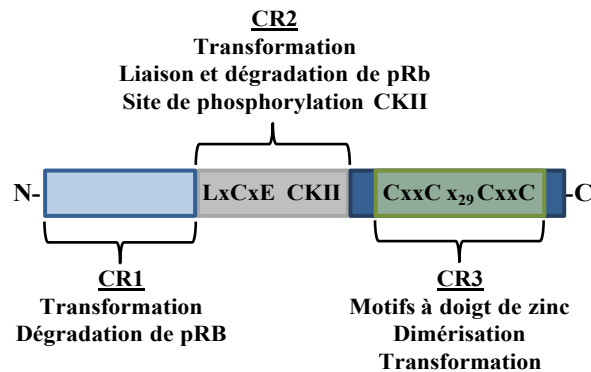 CR2
Transformation
Liaison et dégradation de pRb
Site de phosphorylation CKII
N- LxCxE CKII CxxC x29 CxxC -C
CR1
Transformation
Dégradation de pRB
CR3
Motifs à doigt de zinc
Dimérisation
Transformation